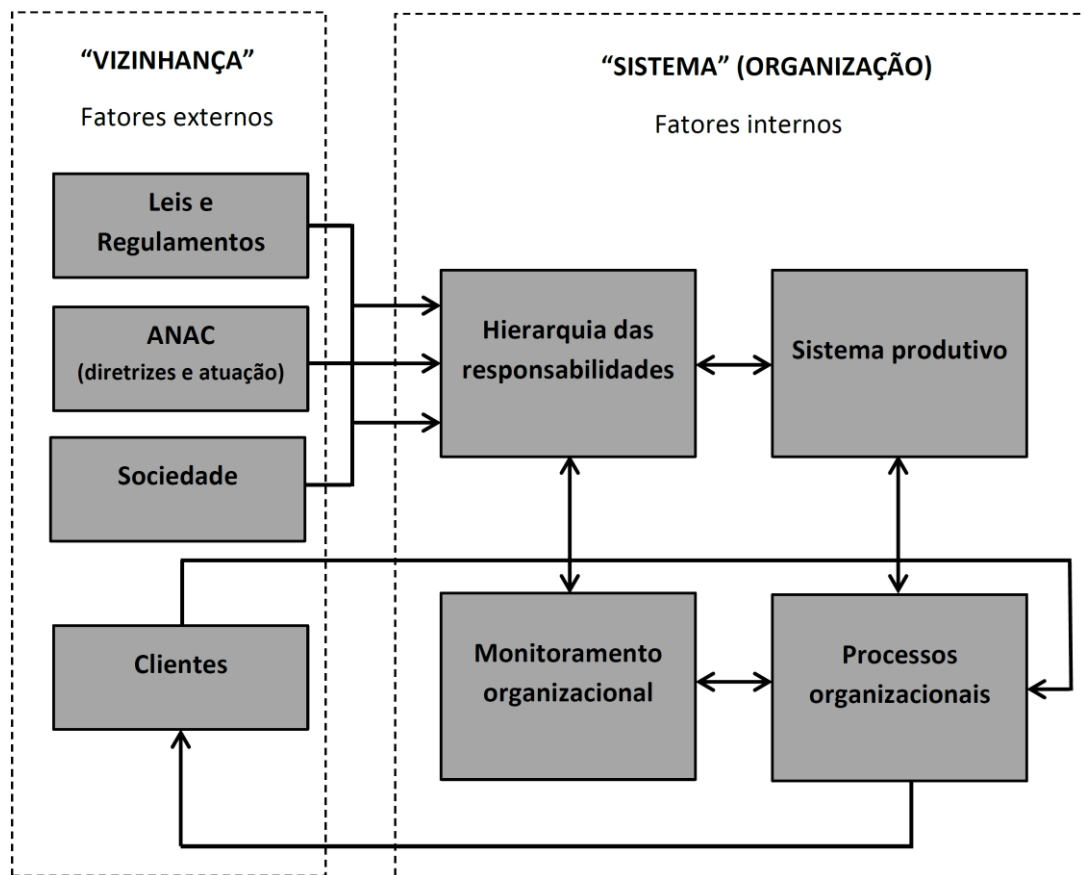 “VIZINHANÇA”
Fatores externos
Leis e
Regulamentos
ANAC
(diretrizes e atuação)
Sociedade
Clientes
“SISTEMA” (ORGANIZAÇÃO)
Fatores internos
Hierarquia das
responsabilidades
Sistema produtivo
Monitoramento
organizacional
Processos
organizacionais